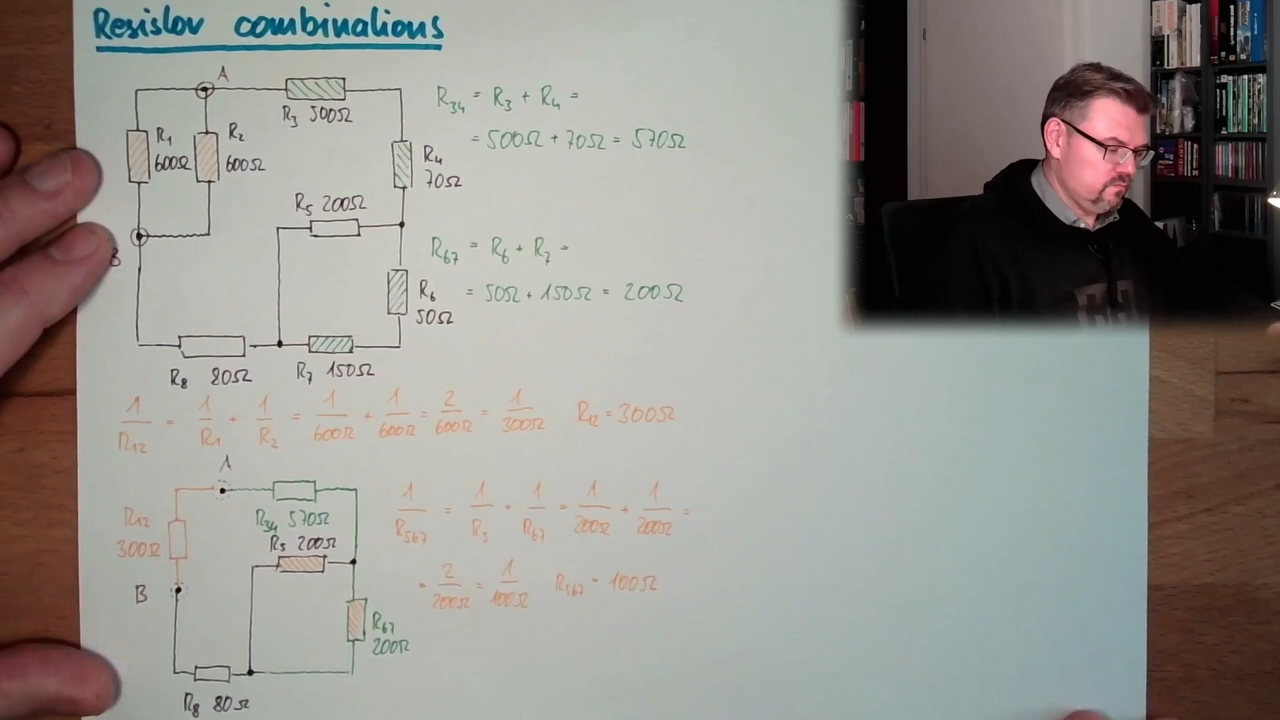 Resistor combinations
A
R1 600Ω
R2 600Ω
R3 500Ω
R4 70Ω
R5 200Ω
R6 50Ω
B
R8 80Ω
R7 150Ω
R34 = R3 + R4 =
= 500Ω + 70Ω = 570Ω
R67 = R6 + R7 =
= 50Ω + 150Ω = 200Ω
1/R12 = 1/R1 + 1/R2 = 1/600Ω + 1/600Ω = 2/600Ω = 1/300Ω R12 = 300Ω
A
R12 300Ω
R34 570Ω
R5 200Ω
B
R67 200Ω
R8 80Ω
1/R567 = 1/R5 + 1/R67 = 1/200Ω + 1/200Ω =
= 2/200Ω = 1/100Ω R567 = 100Ω